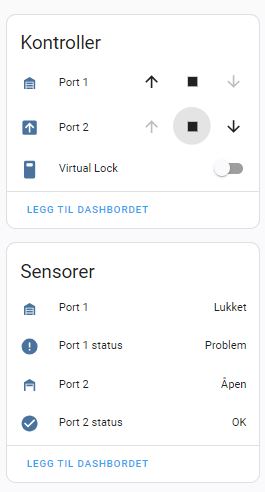 Kontroller
Port 1
Port 2
Virtual Lock
LEGG TIL DASHBORDET
Sensorer
Port 1 Lukket
Port 1 status Problem
Port 2 Åpen
Port 2 status OK
LEGG TIL DASHBORDET